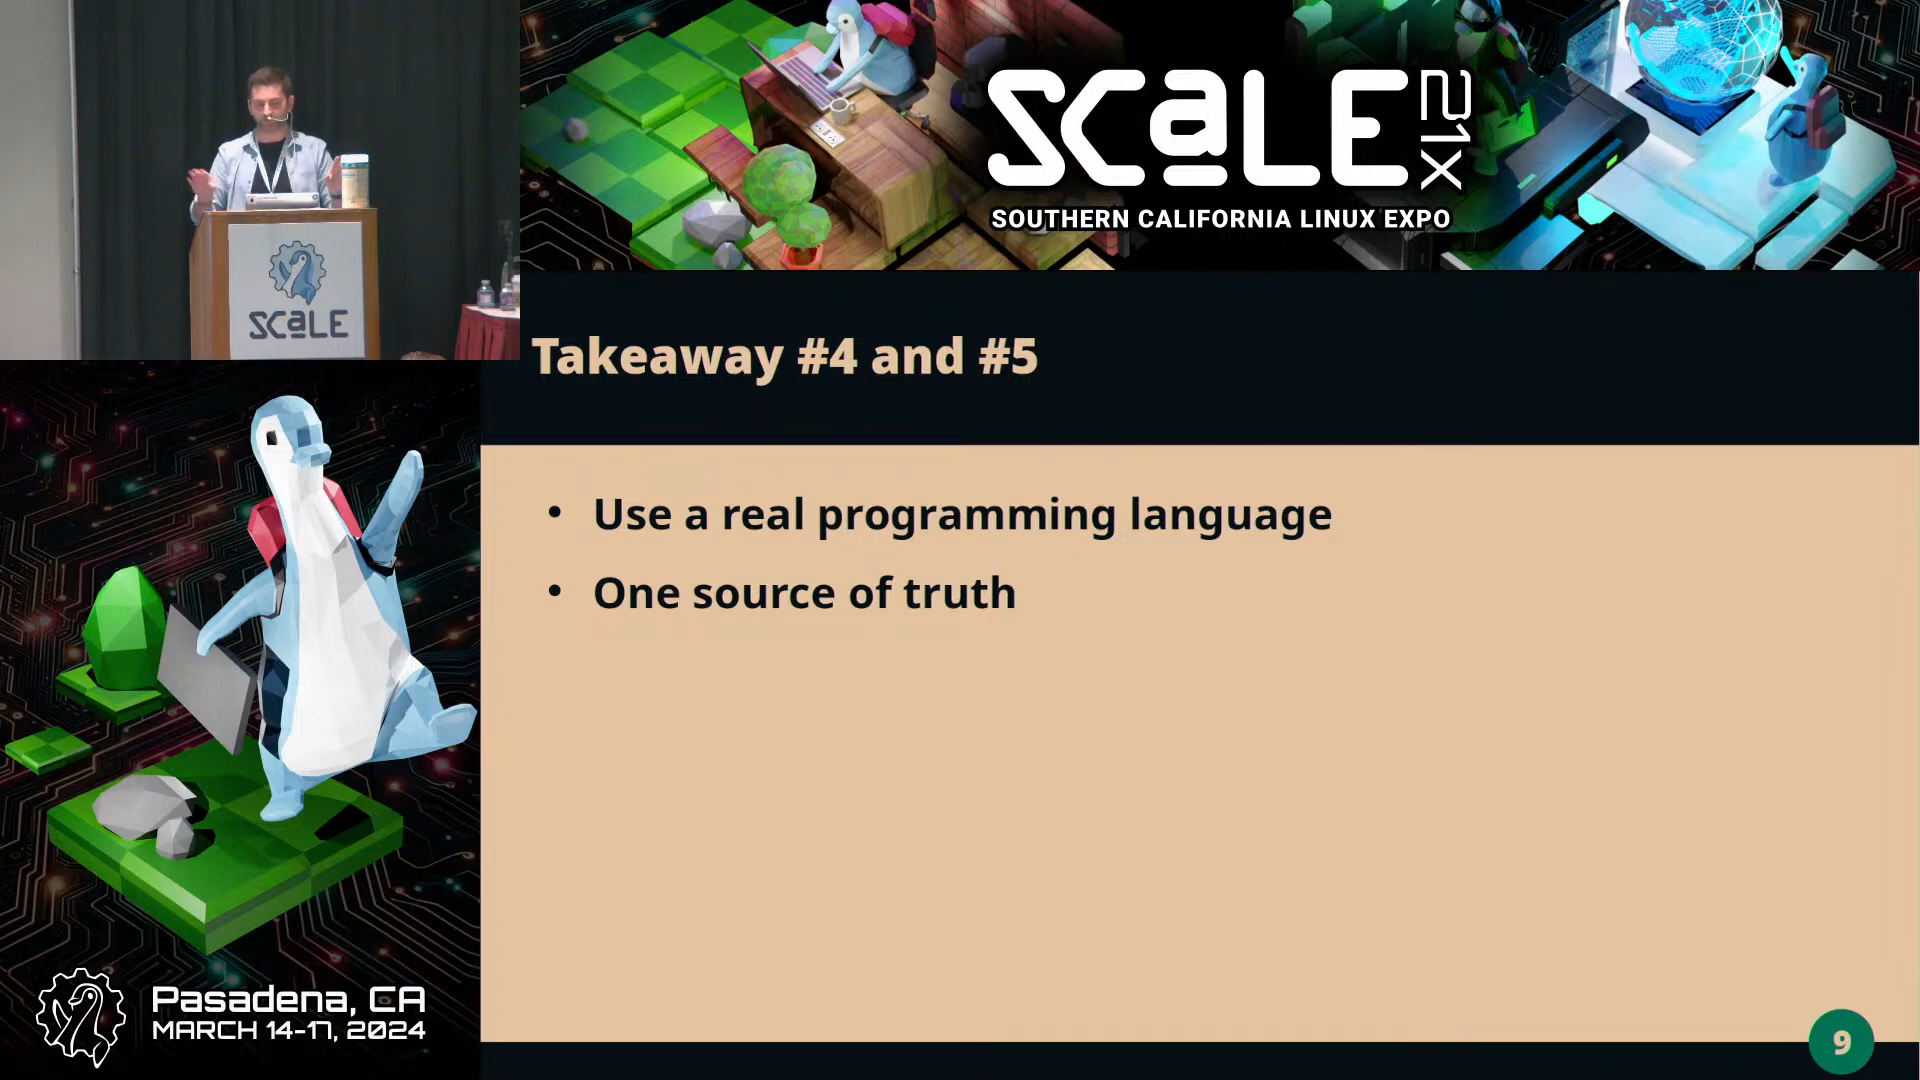 SCaLE
21x
SOUTHERN CALIFORNIA LINUX EXPO
SCaLE
Takeaway #4 and #5
• Use a real programming language
• One source of truth
Pasadena, CA
MARCH 14-17, 2024
9